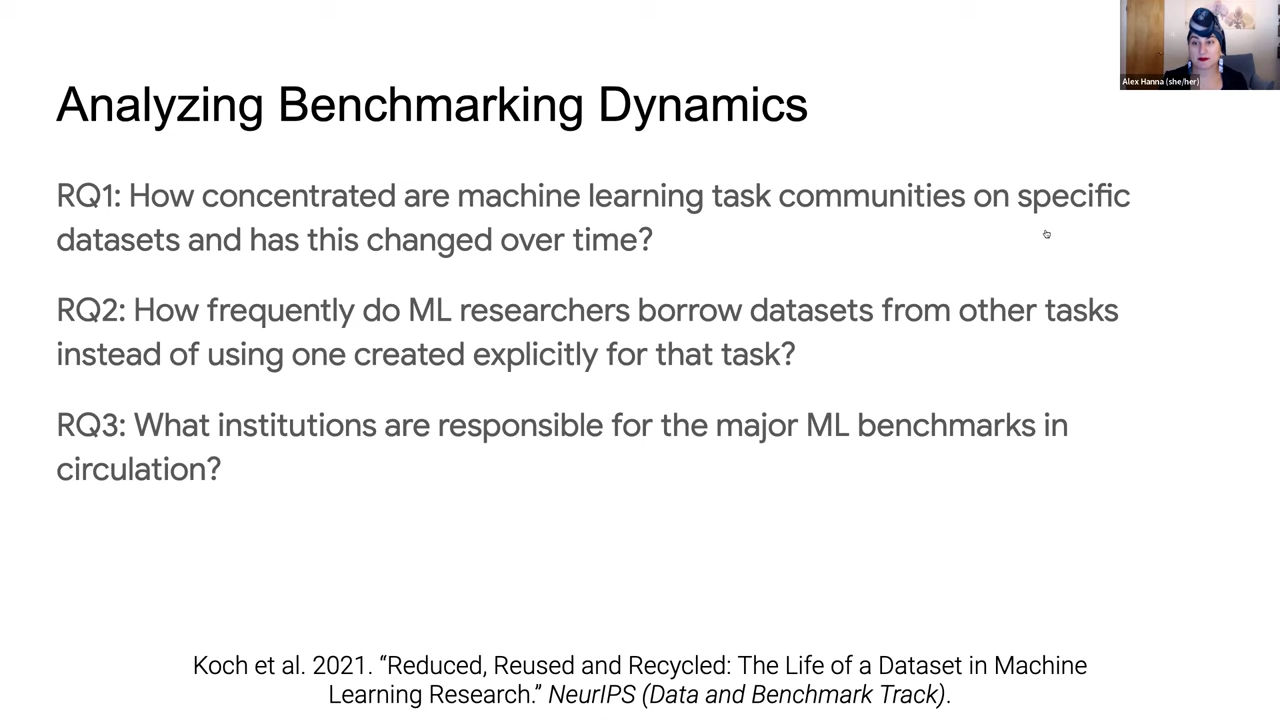 Alex Hanna (she/her)
Analyzing Benchmarking Dynamics
RQ1: How concentrated are machine learning task communities on specific
datasets and has this changed over time?
RQ2: How frequently do ML researchers borrow datasets from other tasks
instead of using one created explicitly for that task?
RQ3: What institutions are responsible for the major ML benchmarks in
circulation?
Koch et al. 2021. “Reduced, Reused and Recycled: The Life of a Dataset in Machine
Learning Research.” NeurIPS (Data and Benchmark Track).